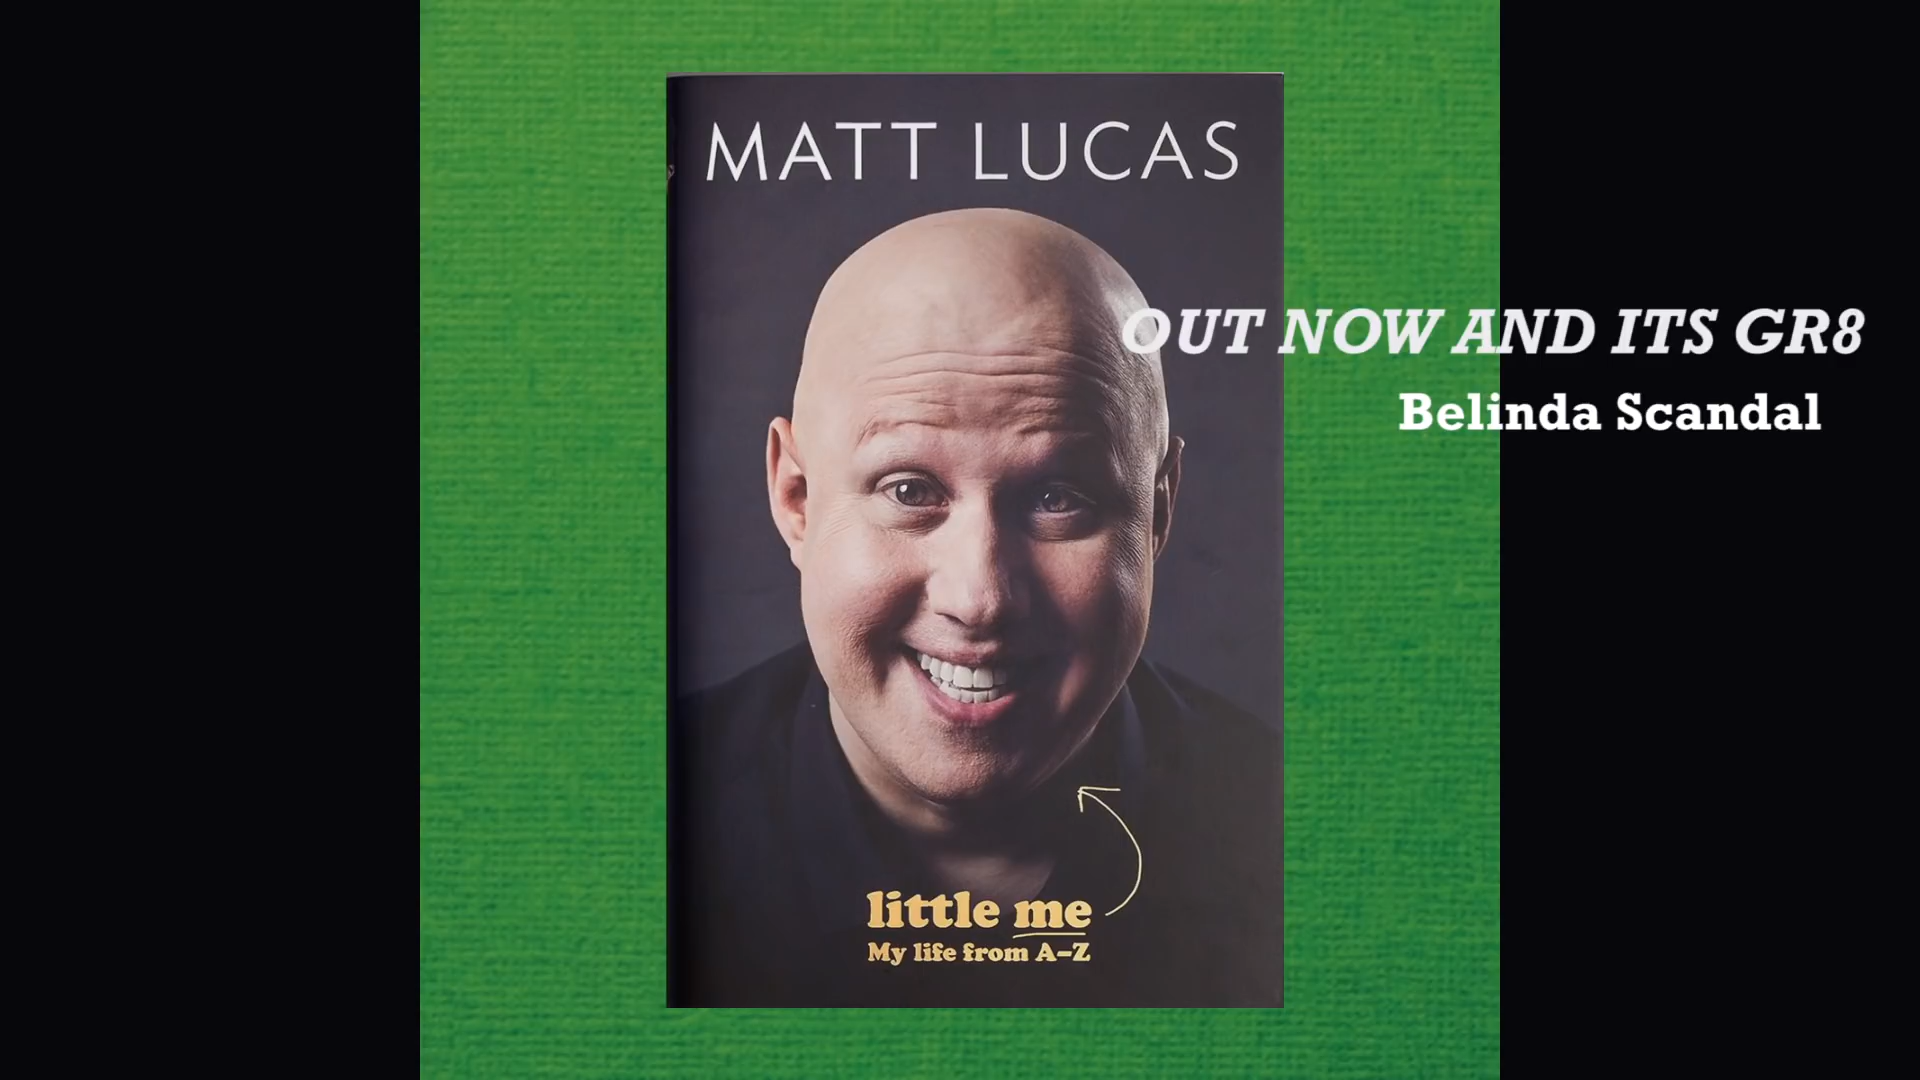 MATT LUCAS
OUT NOW AND ITS GR8
Belinda Scandal
little me
My life from A–Z